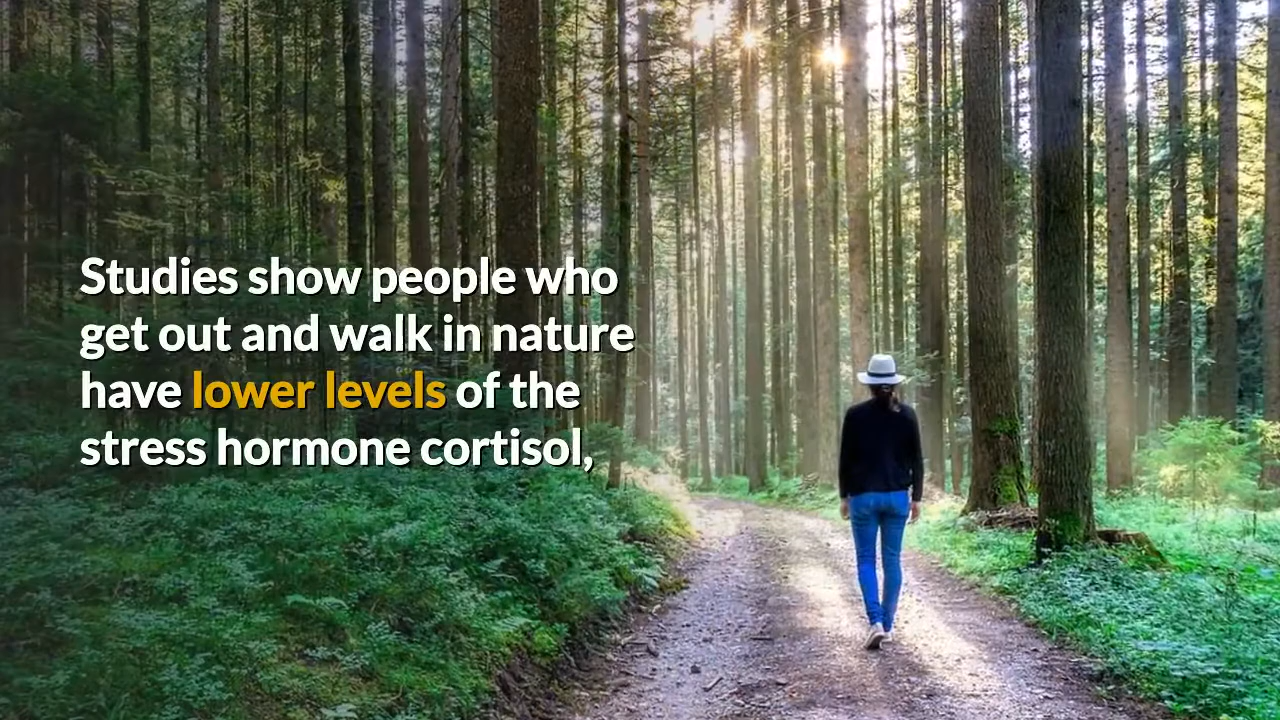 Studies show people who
get out and walk in nature
have lower levels of the
stress hormone cortisol,